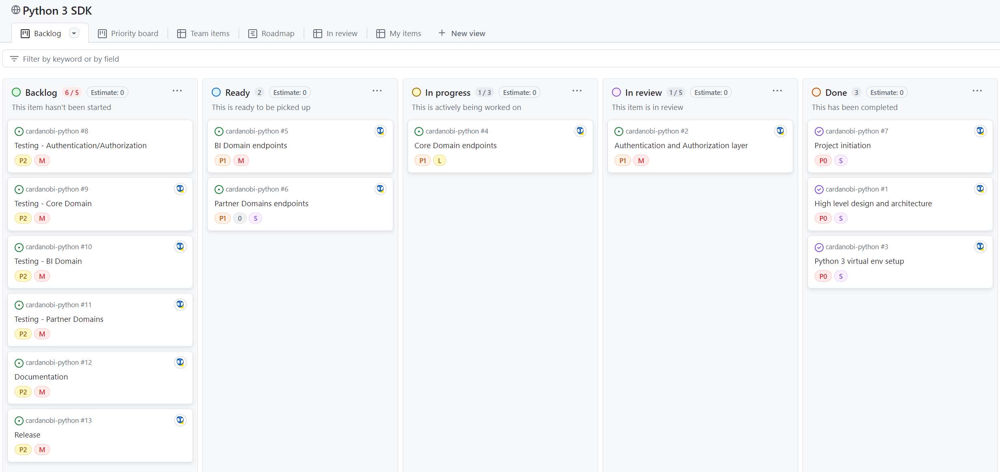 Python 3 SDK
Backlog
Priority board
Team items
Roadmap
In review
My items
New view
Filter by keyword or by field
Backlog 6 / 5 Estimate: 0
This item hasn't been started
cardanobi-python #8
Testing - Authentication/Authorization
P2 M
cardanobi-python #9
Testing - Core Domain
P2 M
cardanobi-python #10
Testing - BI Domain
P2 M
cardanobi-python #11
Testing - Partner Domains
P2 M
cardanobi-python #12
Documentation
P2 M
cardanobi-python #13
Release
P2 M
Ready 2 Estimate: 0
This is ready to be picked up
cardanobi-python #5
BI Domain endpoints
P1 M
cardanobi-python #6
Partner Domains endpoints
P1 0 S
In progress 1 / 3 Estimate: 0
This is actively being worked on
cardanobi-python #4
Core Domain endpoints
P1 L
In review 1 / 5 Estimate: 0
This item is in review
cardanobi-python #2
Authentication and Authorization layer
P1 M
Done 3 Estimate: 0
This has been completed
cardanobi-python #7
Project initiation
P0 S
cardanobi-python #1
High level design and architecture
P0 S
cardanobi-python #3
Python 3 virtual env setup
P0 S